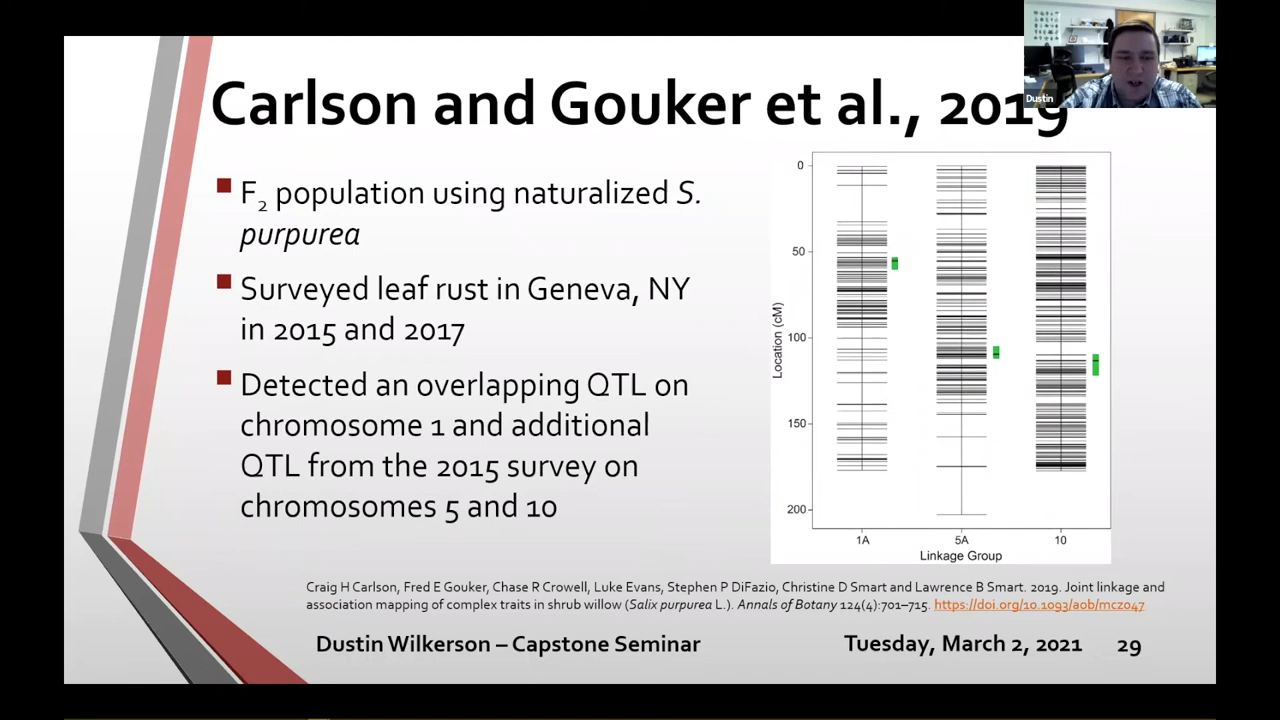 Dustin
Carlson and Gouker et al., 2019
F2 population using naturalized S.
purpurea
Surveyed leaf rust in Geneva, NY
in 2015 and 2017
Detected an overlapping QTL on
chromosome 1 and additional
QTL from the 2015 survey on
chromosomes 5 and 10
0
50
100
150
200
Location (cM)
1A 5A 10
Linkage Group
Craig H Carlson, Fred E Gouker, Chase R Crowell, Luke Evans, Stephen P DiFazio, Christine D Smart and Lawrence B Smart. 2019. Joint linkage and
association mapping of complex traits in shrub willow (Salix purpurea L.). Annals of Botany 124(4):701–715. https://doi.org/10.1093/aob/mcz047
Dustin Wilkerson – Capstone Seminar
Tuesday, March 2, 2021 29